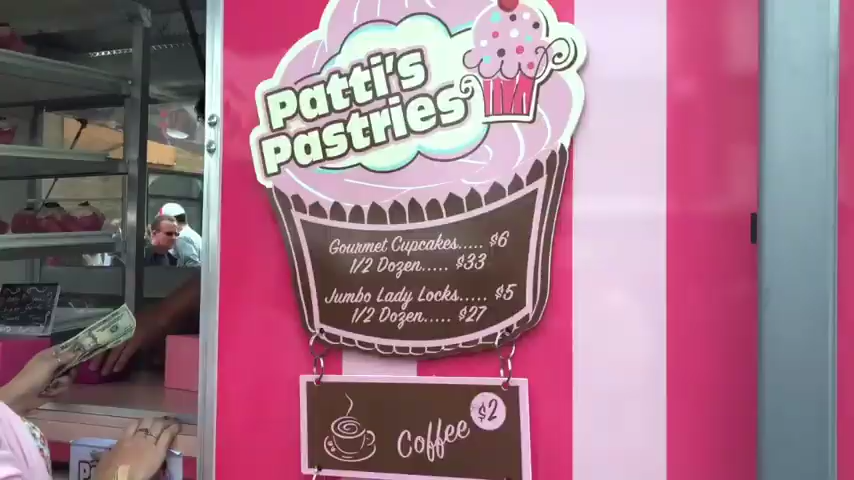 Patti's
Pastries
Gourmet Cupcakes..... $6
1/2 Dozen..... $33
Jumbo Lady Locks..... $5
1/2 Dozen..... $27
Coffee $2